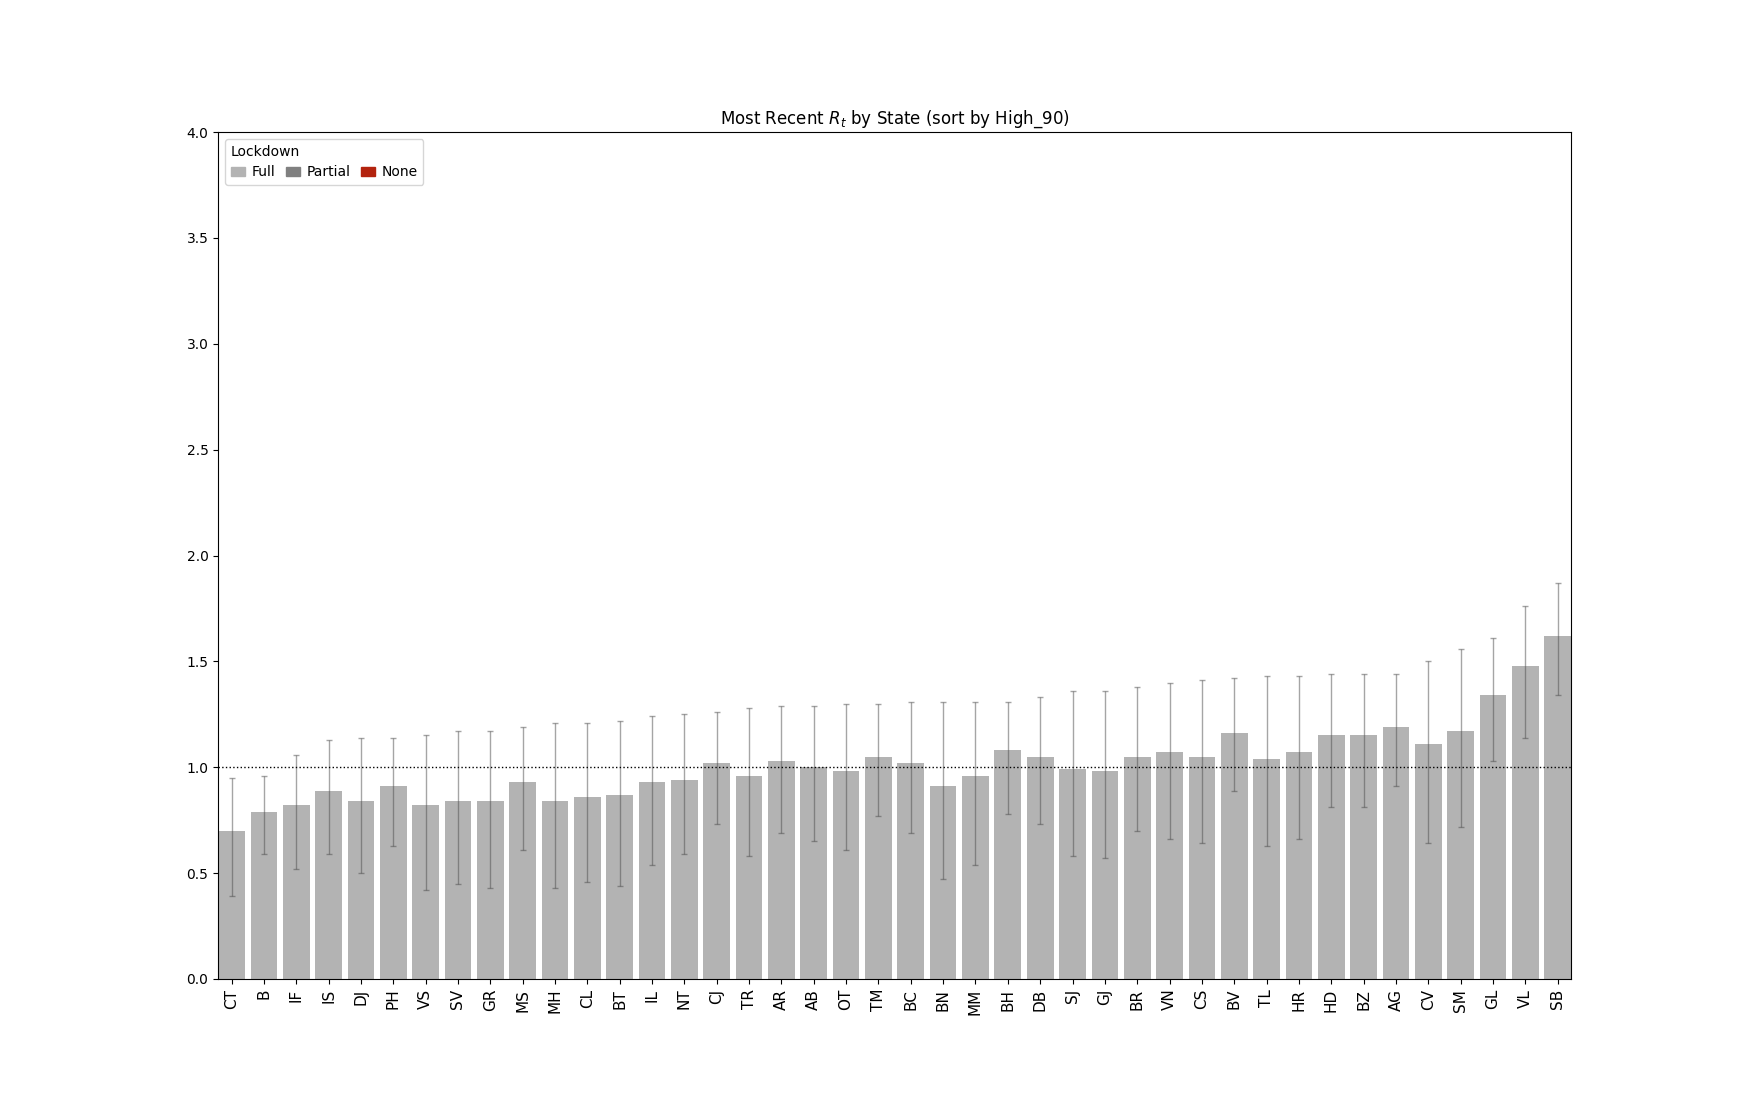 Most Recent R_t by State (sort by High_90)
Lockdown
Full Partial None
4.0
3.5
3.0
2.5
2.0
1.5
1.0
0.5
0.0
CT B IF IS DJ PH VS SV GR MS MH CL BT IL NT CJ TR AR AB OT TM BC BN MM BH DB SJ GJ BR VN CS BV TL HR HD BZ AG CV SM GL VL SB